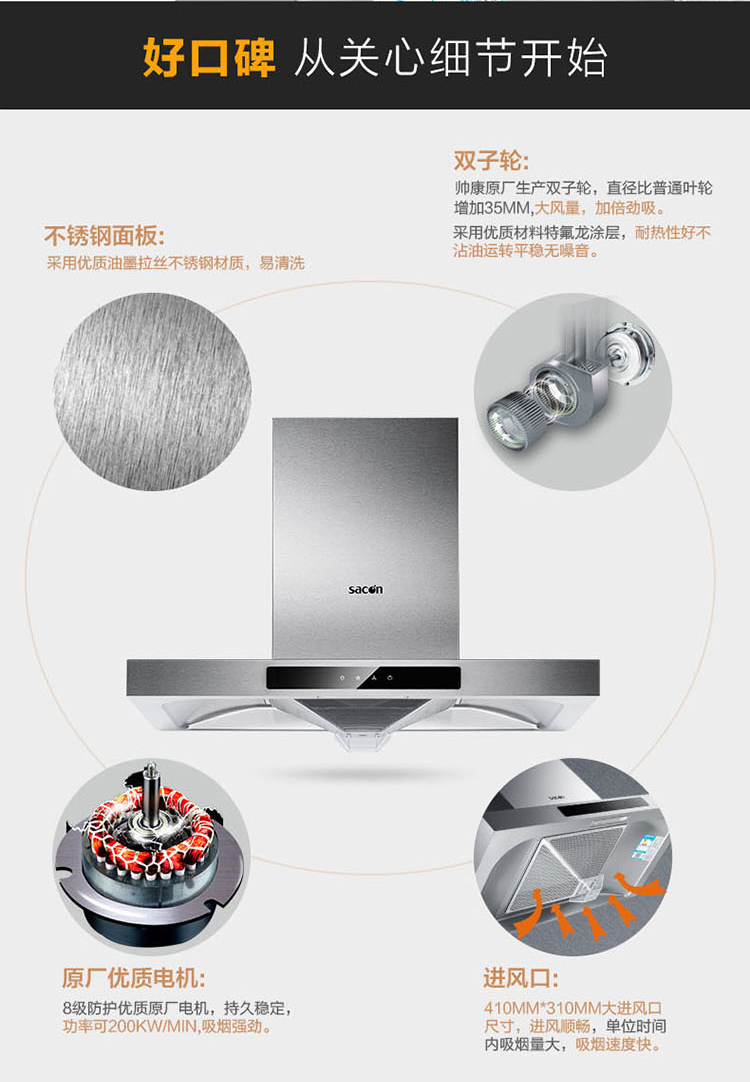 好口碑 从关心细节开始
双子轮:
帅康原厂生产双子轮，直径比普通叶轮
增加35MM,大风量，加倍劲吸。
采用优质材料特氟龙涂层，耐热性好不
沾油运转平稳无噪音。
不锈钢面板:
采用优质油墨拉丝不锈钢材质，易清洗
sacon
原厂优质电机:
8级防护优质原厂电机，持久稳定，
功率可200KW/MIN,吸烟强劲。
进风口:
410MM*310MM大进风口
尺寸，进风顺畅，单位时间
内吸烟量大，吸烟速度快。